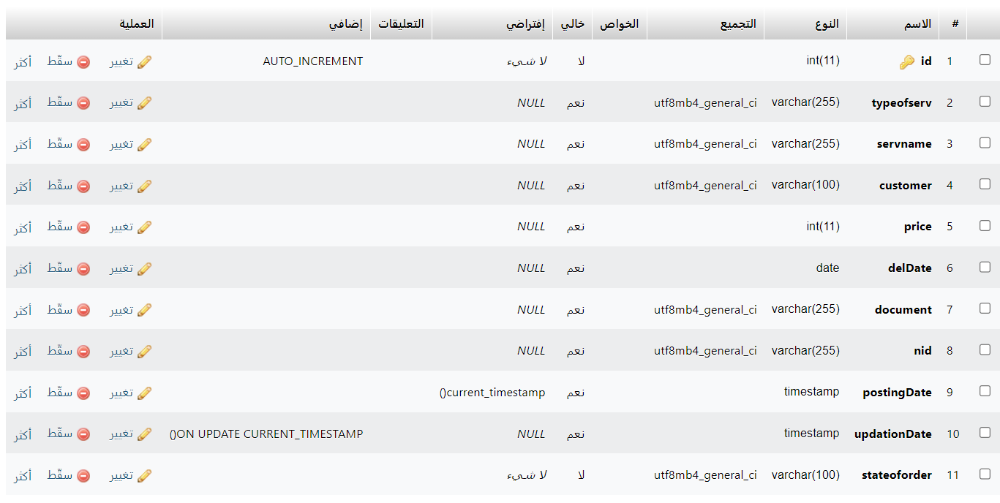 # الاسم النوع التجميع الخواص خالي إفتراضي التعليقات إضافي العملية
1 id int(11) لا لا شيء AUTO_INCREMENT تغيير سقّط أكثر
2 typeofserv varchar(255) utf8mb4_general_ci نعم NULL تغيير سقّط أكثر
3 servname varchar(255) utf8mb4_general_ci نعم NULL تغيير سقّط أكثر
4 customer varchar(100) utf8mb4_general_ci نعم NULL تغيير سقّط أكثر
5 price int(11) نعم NULL تغيير سقّط أكثر
6 delDate date نعم NULL تغيير سقّط أكثر
7 document varchar(255) utf8mb4_general_ci نعم NULL تغيير سقّط أكثر
8 nid varchar(255) utf8mb4_general_ci نعم NULL تغيير سقّط أكثر
9 postingDate timestamp نعم current_timestamp() تغيير سقّط أكثر
10 updationDate timestamp نعم NULL ON UPDATE CURRENT_TIMESTAMP() تغيير سقّط أكثر
11 stateoforder varchar(100) utf8mb4_general_ci لا لا شيء تغيير سقّط أكثر